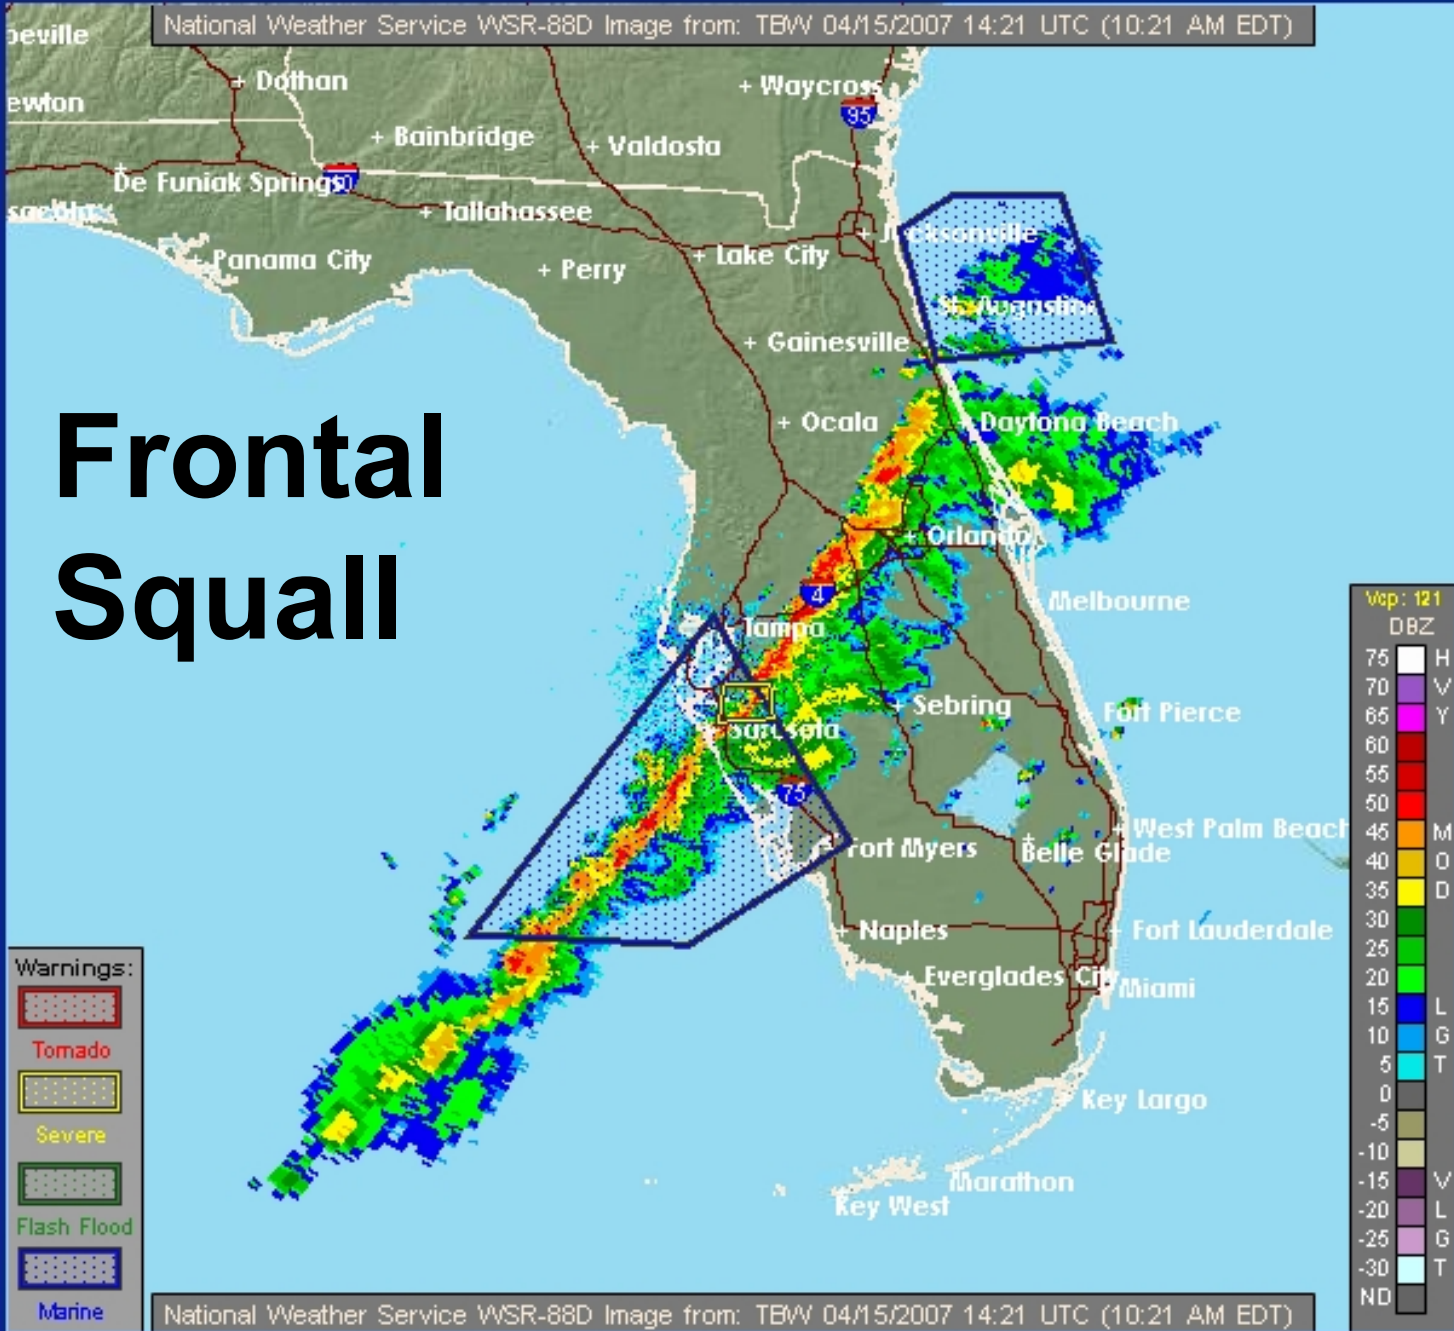 National Weather Service WSR-88D Image from: TBW 04/15/2007 14:21 UTC (10:21 AM EDT)
peville
Dothan
Waycross
ewton
95
Bainbridge
Valdosta
De Funiak Springs
Tallahassee
Jacksonville
Panama City
Perry
Lake City
St. Augustine
Gainesville
Ocala
Daytona Beach
Frontal
Squall
Orlando
4
Melbourne
Tampa
Sebring
Fort Pierce
Sarasota
75
West Palm Beach
Fort Myers
Belle Glade
Naples
Fort Lauderdale
Everglades City
Miami
Key Largo
Marathon
Key West
Warnings:
Tornado
Severe
Flash Flood
Marine
Vcp: 121
DBZ
75 H
70 V
65 Y
60
55
50
45 M
40 O
35 D
30
25
20
15 L
10 G
5 T
0
-5
-10
-15 V
-20 L
-25 G
-30 T
ND
National Weather Service WSR-88D Image from: TBW 04/15/2007 14:21 UTC (10:21 AM EDT)